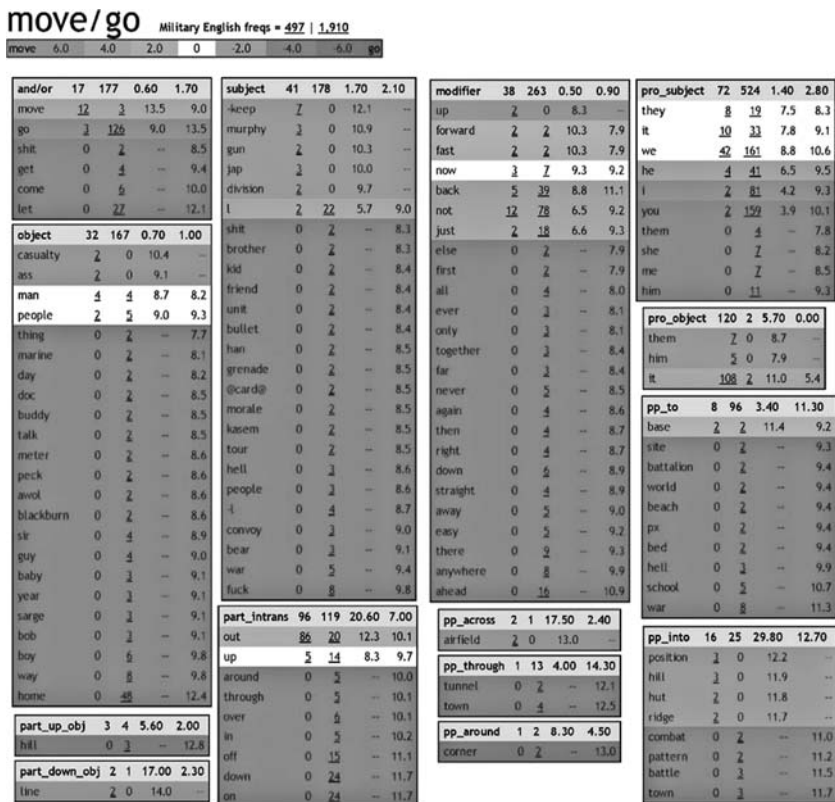 move/go Military English freqs = 497 | 1,910
move 6.0 4.0 2.0 0 -2.0 -4.0 -6.0 go
and/or 17 177 0.60 1.70
move 12 3 13.5 9.0
go 3 126 9.0 13.5
shit 0 2 -- 8.5
get 0 4 -- 9.4
come 0 6 -- 10.0
let 0 27 -- 12.1
object 32 167 0.70 1.00
casualty 2 0 10.4 --
ass 2 0 9.1 --
man 4 4 8.7 8.2
people 2 5 9.0 9.3
thing 0 2 -- 7.7
marine 0 2 -- 8.1
day 0 2 -- 8.2
doc 0 2 -- 8.5
buddy 0 2 -- 8.5
talk 0 2 -- 8.5
meter 0 2 -- 8.6
peck 0 2 -- 8.6
awol 0 2 -- 8.6
blackburn 0 2 -- 8.6
sir 0 4 -- 8.9
guy 0 4 -- 9.0
baby 0 3 -- 9.1
year 0 3 -- 9.1
sarge 0 3 -- 9.1
bob 0 3 -- 9.1
boy 0 6 -- 9.8
way 0 8 -- 9.8
home 0 48 -- 12.4
part_up_obj 3 4 5.60 2.00
hill 0 3 -- 12.8
part_down_obj 2 1 17.00 2.30
line 2 0 14.0 --
subject 41 178 1.70 2.10
-keep 7 0 12.1 --
murphy 3 0 10.9 --
gun 2 0 10.3 --
jap 3 0 10.0 --
division 2 0 9.7 --
l 2 22 5.7 9.0
shit 0 2 -- 8.3
brother 0 2 -- 8.3
kid 0 2 -- 8.4
friend 0 2 -- 8.4
unit 0 2 -- 8.4
bullet 0 2 -- 8.4
han 0 2 -- 8.5
grenade 0 2 -- 8.5
@card@ 0 2 -- 8.5
morale 0 2 -- 8.5
kasem 0 2 -- 8.5
tour 0 2 -- 8.5
hell 0 3 -- 8.6
people 0 3 -- 8.6
-l 0 4 -- 8.7
convoy 0 3 -- 9.0
bear 0 3 -- 9.1
war 0 5 -- 9.4
fuck 0 8 -- 9.8
part_intrans 96 119 20.60 7.00
out 86 20 12.3 10.1
up 5 14 8.3 9.7
around 0 5 -- 10.0
through 0 5 -- 10.1
over 0 6 -- 10.1
in 0 5 -- 10.2
off 0 15 -- 11.1
down 0 24 -- 11.7
on 0 24 -- 11.7
modifier 38 263 0.50 0.90
up 2 0 8.3 --
forward 2 2 10.3 7.9
fast 2 2 10.3 7.9
now 3 7 9.3 9.2
back 5 39 8.8 11.1
not 12 78 6.5 9.2
just 2 18 6.6 9.3
else 0 2 -- 7.9
first 0 2 -- 7.9
all 0 4 -- 8.0
ever 0 3 -- 8.1
only 0 3 -- 8.1
together 0 3 -- 8.4
far 0 3 -- 8.4
never 0 5 -- 8.5
again 0 4 -- 8.6
then 0 4 -- 8.7
right 0 4 -- 8.7
down 0 6 -- 8.9
straight 0 4 -- 8.9
away 0 5 -- 9.0
easy 0 5 -- 9.2
there 0 9 -- 9.3
anywhere 0 8 -- 9.9
ahead 0 16 -- 10.9
pp_across 2 1 17.50 2.40
airfield 2 0 13.0 --
pp_through 1 13 4.00 14.30
tunnel 0 2 -- 12.1
town 0 4 -- 12.5
pp_around 1 2 8.30 4.50
corner 0 2 -- 13.0
pro_subject 72 524 1.40 2.80
they 8 19 7.5 8.3
it 10 33 7.8 9.1
we 42 161 8.8 10.6
he 4 41 6.5 9.5
i 2 81 4.2 9.3
you 2 159 3.9 10.1
them 0 4 -- 7.8
she 0 7 -- 8.2
me 0 7 -- 8.5
him 0 11 -- 9.3
pro_object 120 2 5.70 0.00
them 7 0 8.7 --
him 5 0 7.9 --
it 108 2 11.0 5.4
pp_to 8 96 3.40 11.30
base 2 2 11.4 9.2
site 0 2 -- 9.3
battalion 0 2 -- 9.4
world 0 2 -- 9.4
beach 0 2 -- 9.4
px 0 2 -- 9.4
bed 0 2 -- 9.4
hell 0 3 -- 9.9
school 0 5 -- 10.7
war 0 8 -- 11.3
pp_into 16 25 29.80 12.70
position 3 0 12.2 --
hill 3 0 11.9 --
hut 2 0 11.8 --
ridge 2 0 11.7 --
combat 0 2 -- 11.0
pattern 0 2 -- 11.2
battle 0 3 -- 11.5
town 0 3 -- 11.7